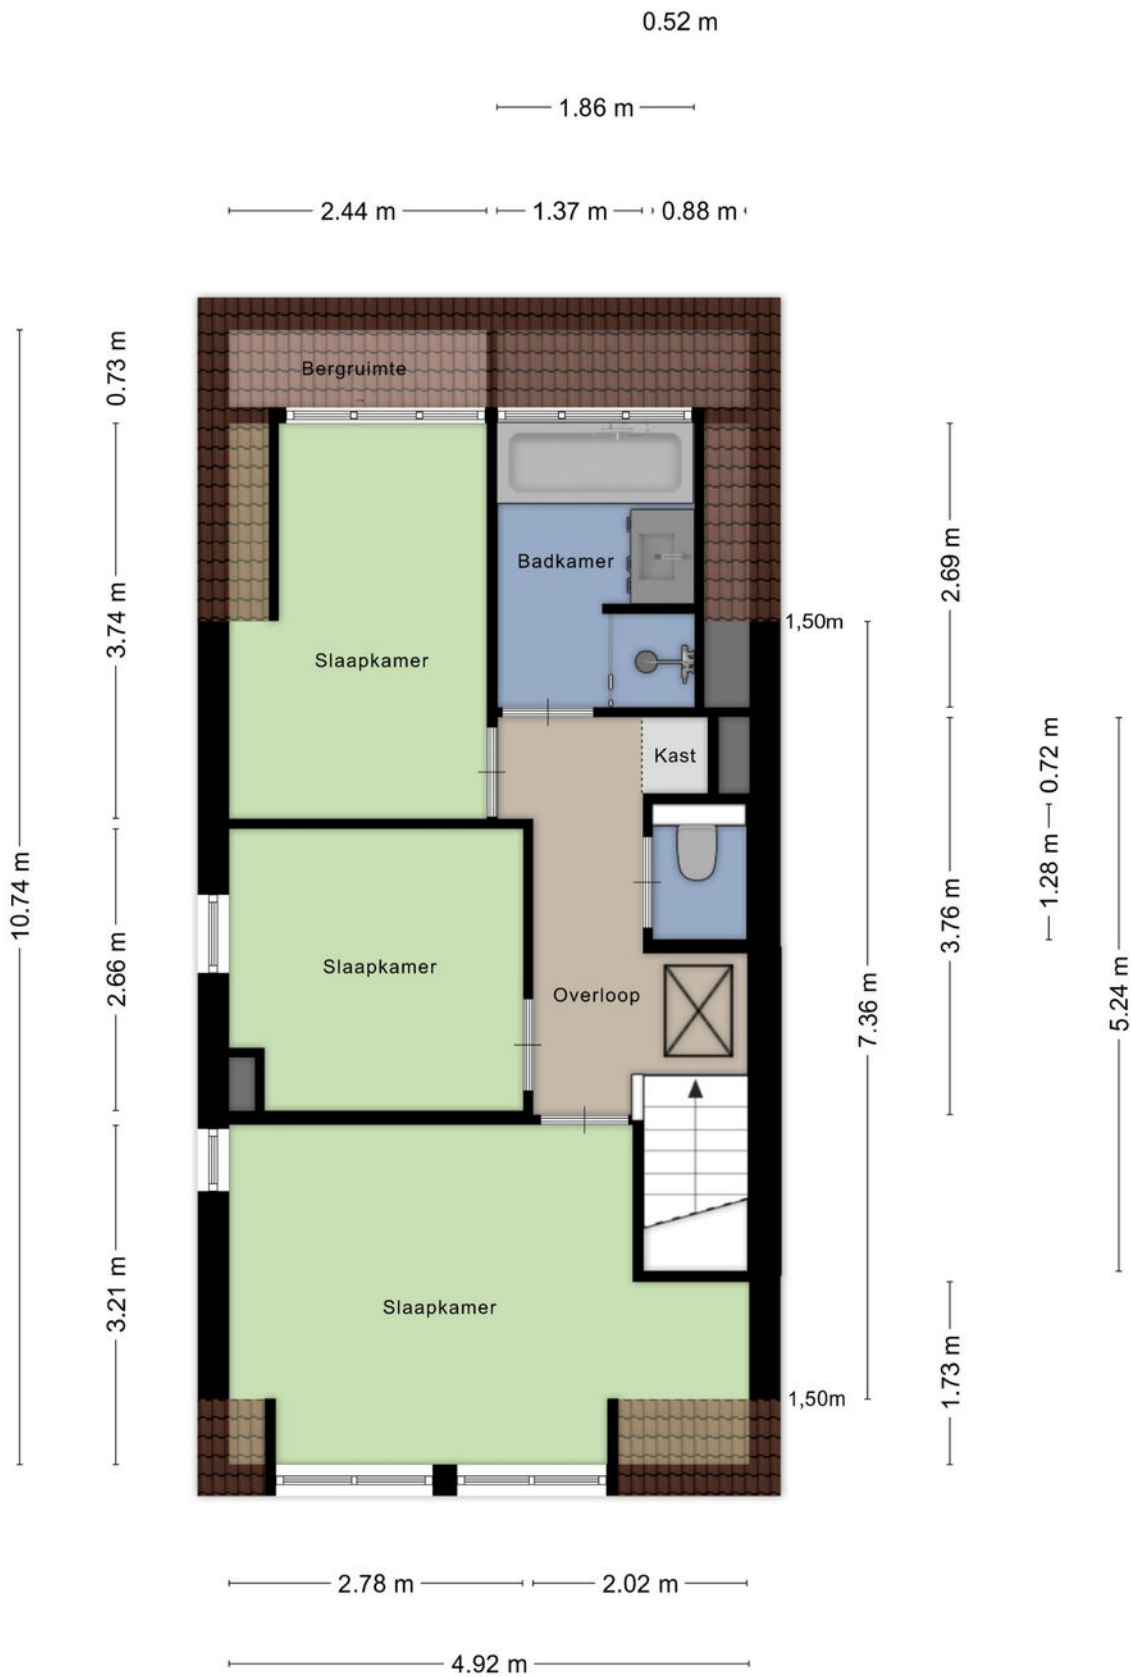 0.52 m
1.86 m
2.44 m
1.37 m
0.88 m
0.73 m
Bergruimte
Badkamer
2.69 m
3.74 m
1,50m
Slaapkamer
Kast
0.72 m
10.74 m
1.28 m
3.76 m
2.66 m
Slaapkamer
Overloop
7.36 m
5.24 m
3.21 m
Slaapkamer
1.73 m
1,50m
2.78 m
2.02 m
4.92 m